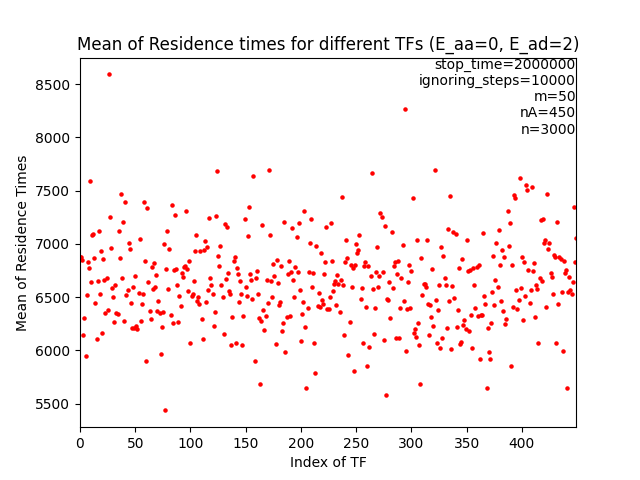 Mean of Residence times for different TFs (E_aa=0, E_ad=2)
stop_time=2000000
ignoring_steps=10000
m=50
nA=450
n=3000
8500
8000
7500
7000
6500
6000
5500
Mean of Residence Times
0 50 100 150 200 250 300 350 400
Index of TF